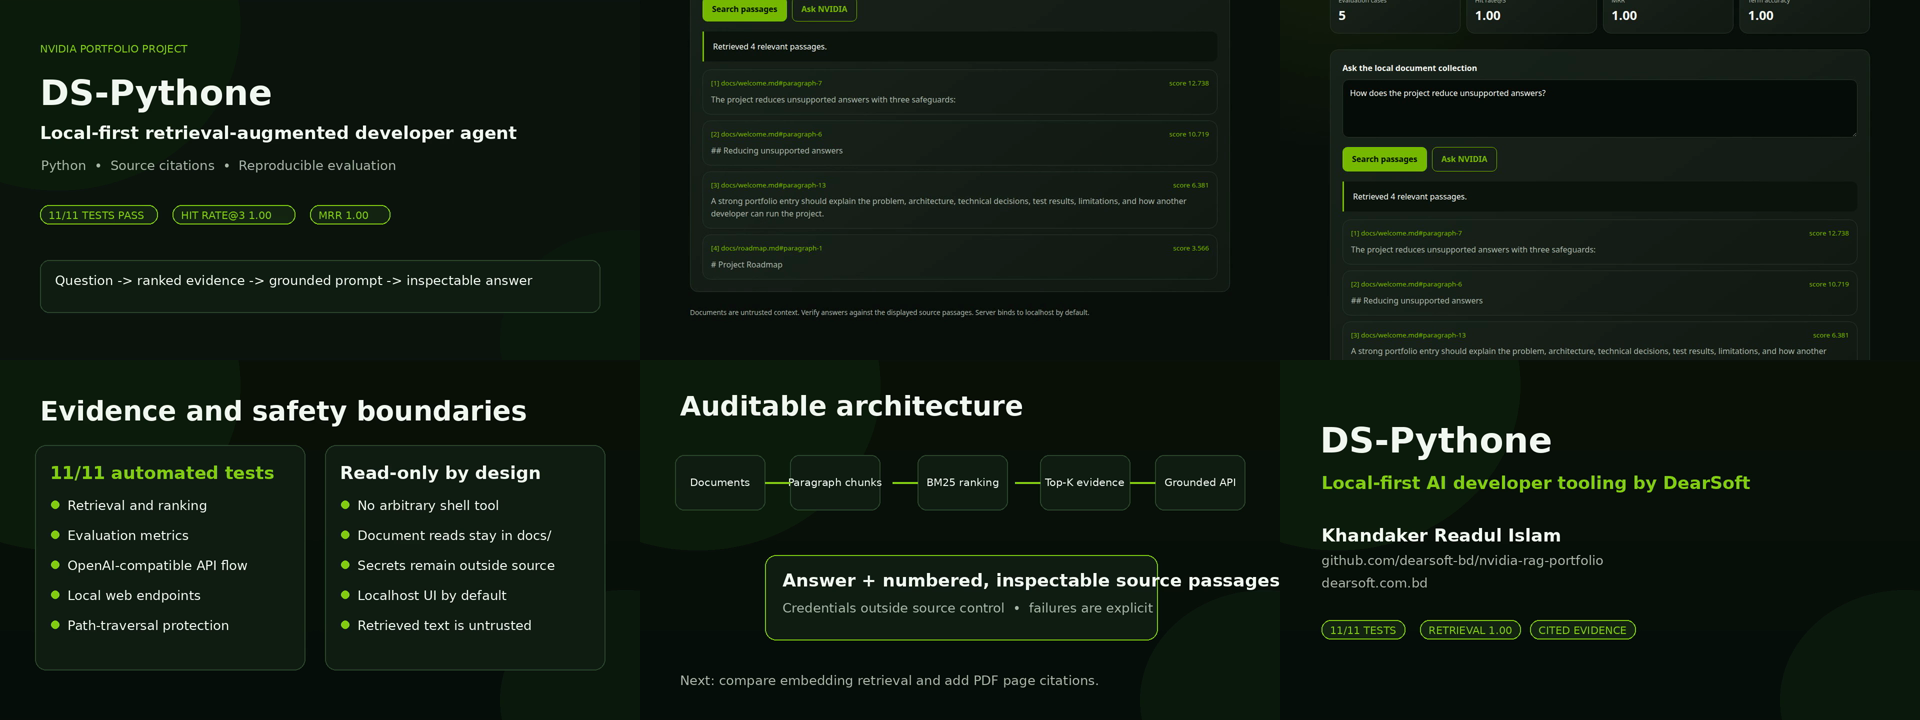 NVIDIA PORTFOLIO PROJECT
DS-Pythone
Local-first retrieval-augmented developer agent
Python • Source citations • Reproducible evaluation
11/11 TESTS PASS
HIT RATE@3 1.00
MRR 1.00
Question -> ranked evidence -> grounded prompt -> inspectable answer
Search passages
Ask NVIDIA
Retrieved 4 relevant passages.
[1] docs/welcome.md#paragraph-7
score 12.738
The project reduces unsupported answers with three safeguards:
[2] docs/welcome.md#paragraph-6
score 10.719
## Reducing unsupported answers
[3] docs/welcome.md#paragraph-13
score 6.381
A strong portfolio entry should explain the problem, architecture, technical decisions, test results, limitations, and how another
developer can run the project.
[4] docs/roadmap.md#paragraph-1
score 3.566
# Project Roadmap
Documents are untrusted context. Verify answers against the displayed source passages. Server binds to localhost by default.
5
1.00
1.00
1.00
Ask the local document collection
How does the project reduce unsupported answers?
Search passages
Ask NVIDIA
Retrieved 4 relevant passages.
[1] docs/welcome.md#paragraph-7
score 12.738
The project reduces unsupported answers with three safeguards:
[2] docs/welcome.md#paragraph-6
score 10.719
## Reducing unsupported answers
[3] docs/welcome.md#paragraph-13
score 6.381
A strong portfolio entry should explain the problem, architecture, technical decisions, test results, limitations, and how another
Evidence and safety boundaries
11/11 automated tests
Retrieval and ranking
Evaluation metrics
OpenAI-compatible API flow
Local web endpoints
Path-traversal protection
Read-only by design
No arbitrary shell tool
Document reads stay in docs/
Secrets remain outside source
Localhost UI by default
Retrieved text is untrusted
Auditable architecture
Documents
Paragraph chunks
BM25 ranking
Top-K evidence
Grounded API
Answer + numbered, inspectable source passages
Credentials outside source control • failures are explicit
Next: compare embedding retrieval and add PDF page citations.
DS-Pythone
Local-first AI developer tooling by DearSoft
Khandaker Readul Islam
github.com/dearsoft-bd/nvidia-rag-portfolio
dearsoft.com.bd
11/11 TESTS
RETRIEVAL 1.00
CITED EVIDENCE